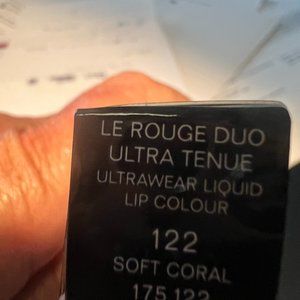 LE ROUGE DUO
ULTRA TENUE
ULTRAWEAR LIQUID
LIP COLOUR
122
SOFT CORAL
175.122